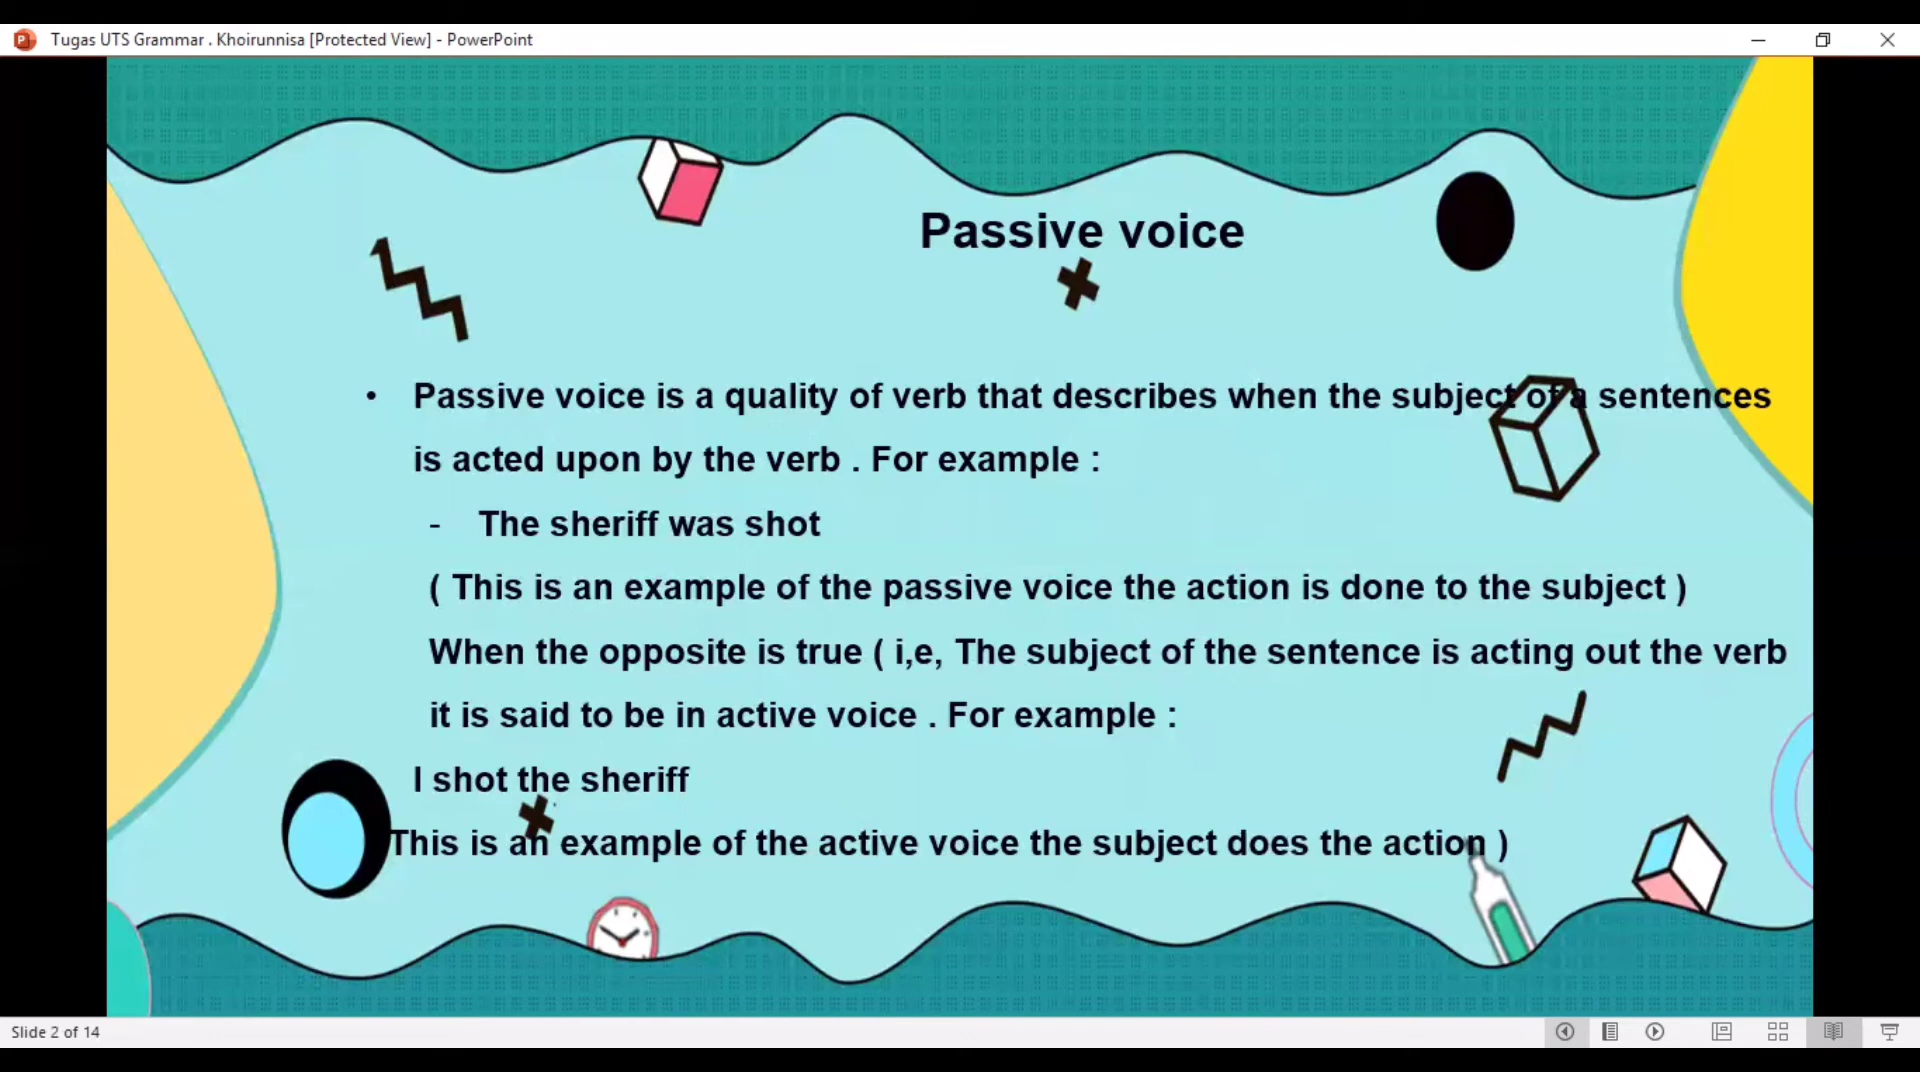 Tugas UTS Grammar . Khoirunnisa [Protected View] - PowerPoint
Passive voice
• Passive voice is a quality of verb that describes when the subject of a sentences
is acted upon by the verb . For example :
- The sheriff was shot
( This is an example of the passive voice the action is done to the subject )
When the opposite is true ( i,e, The subject of the sentence is acting out the verb
it is said to be in active voice . For example :
I shot the sheriff
This is an example of the active voice the subject does the action )
Slide 2 of 14